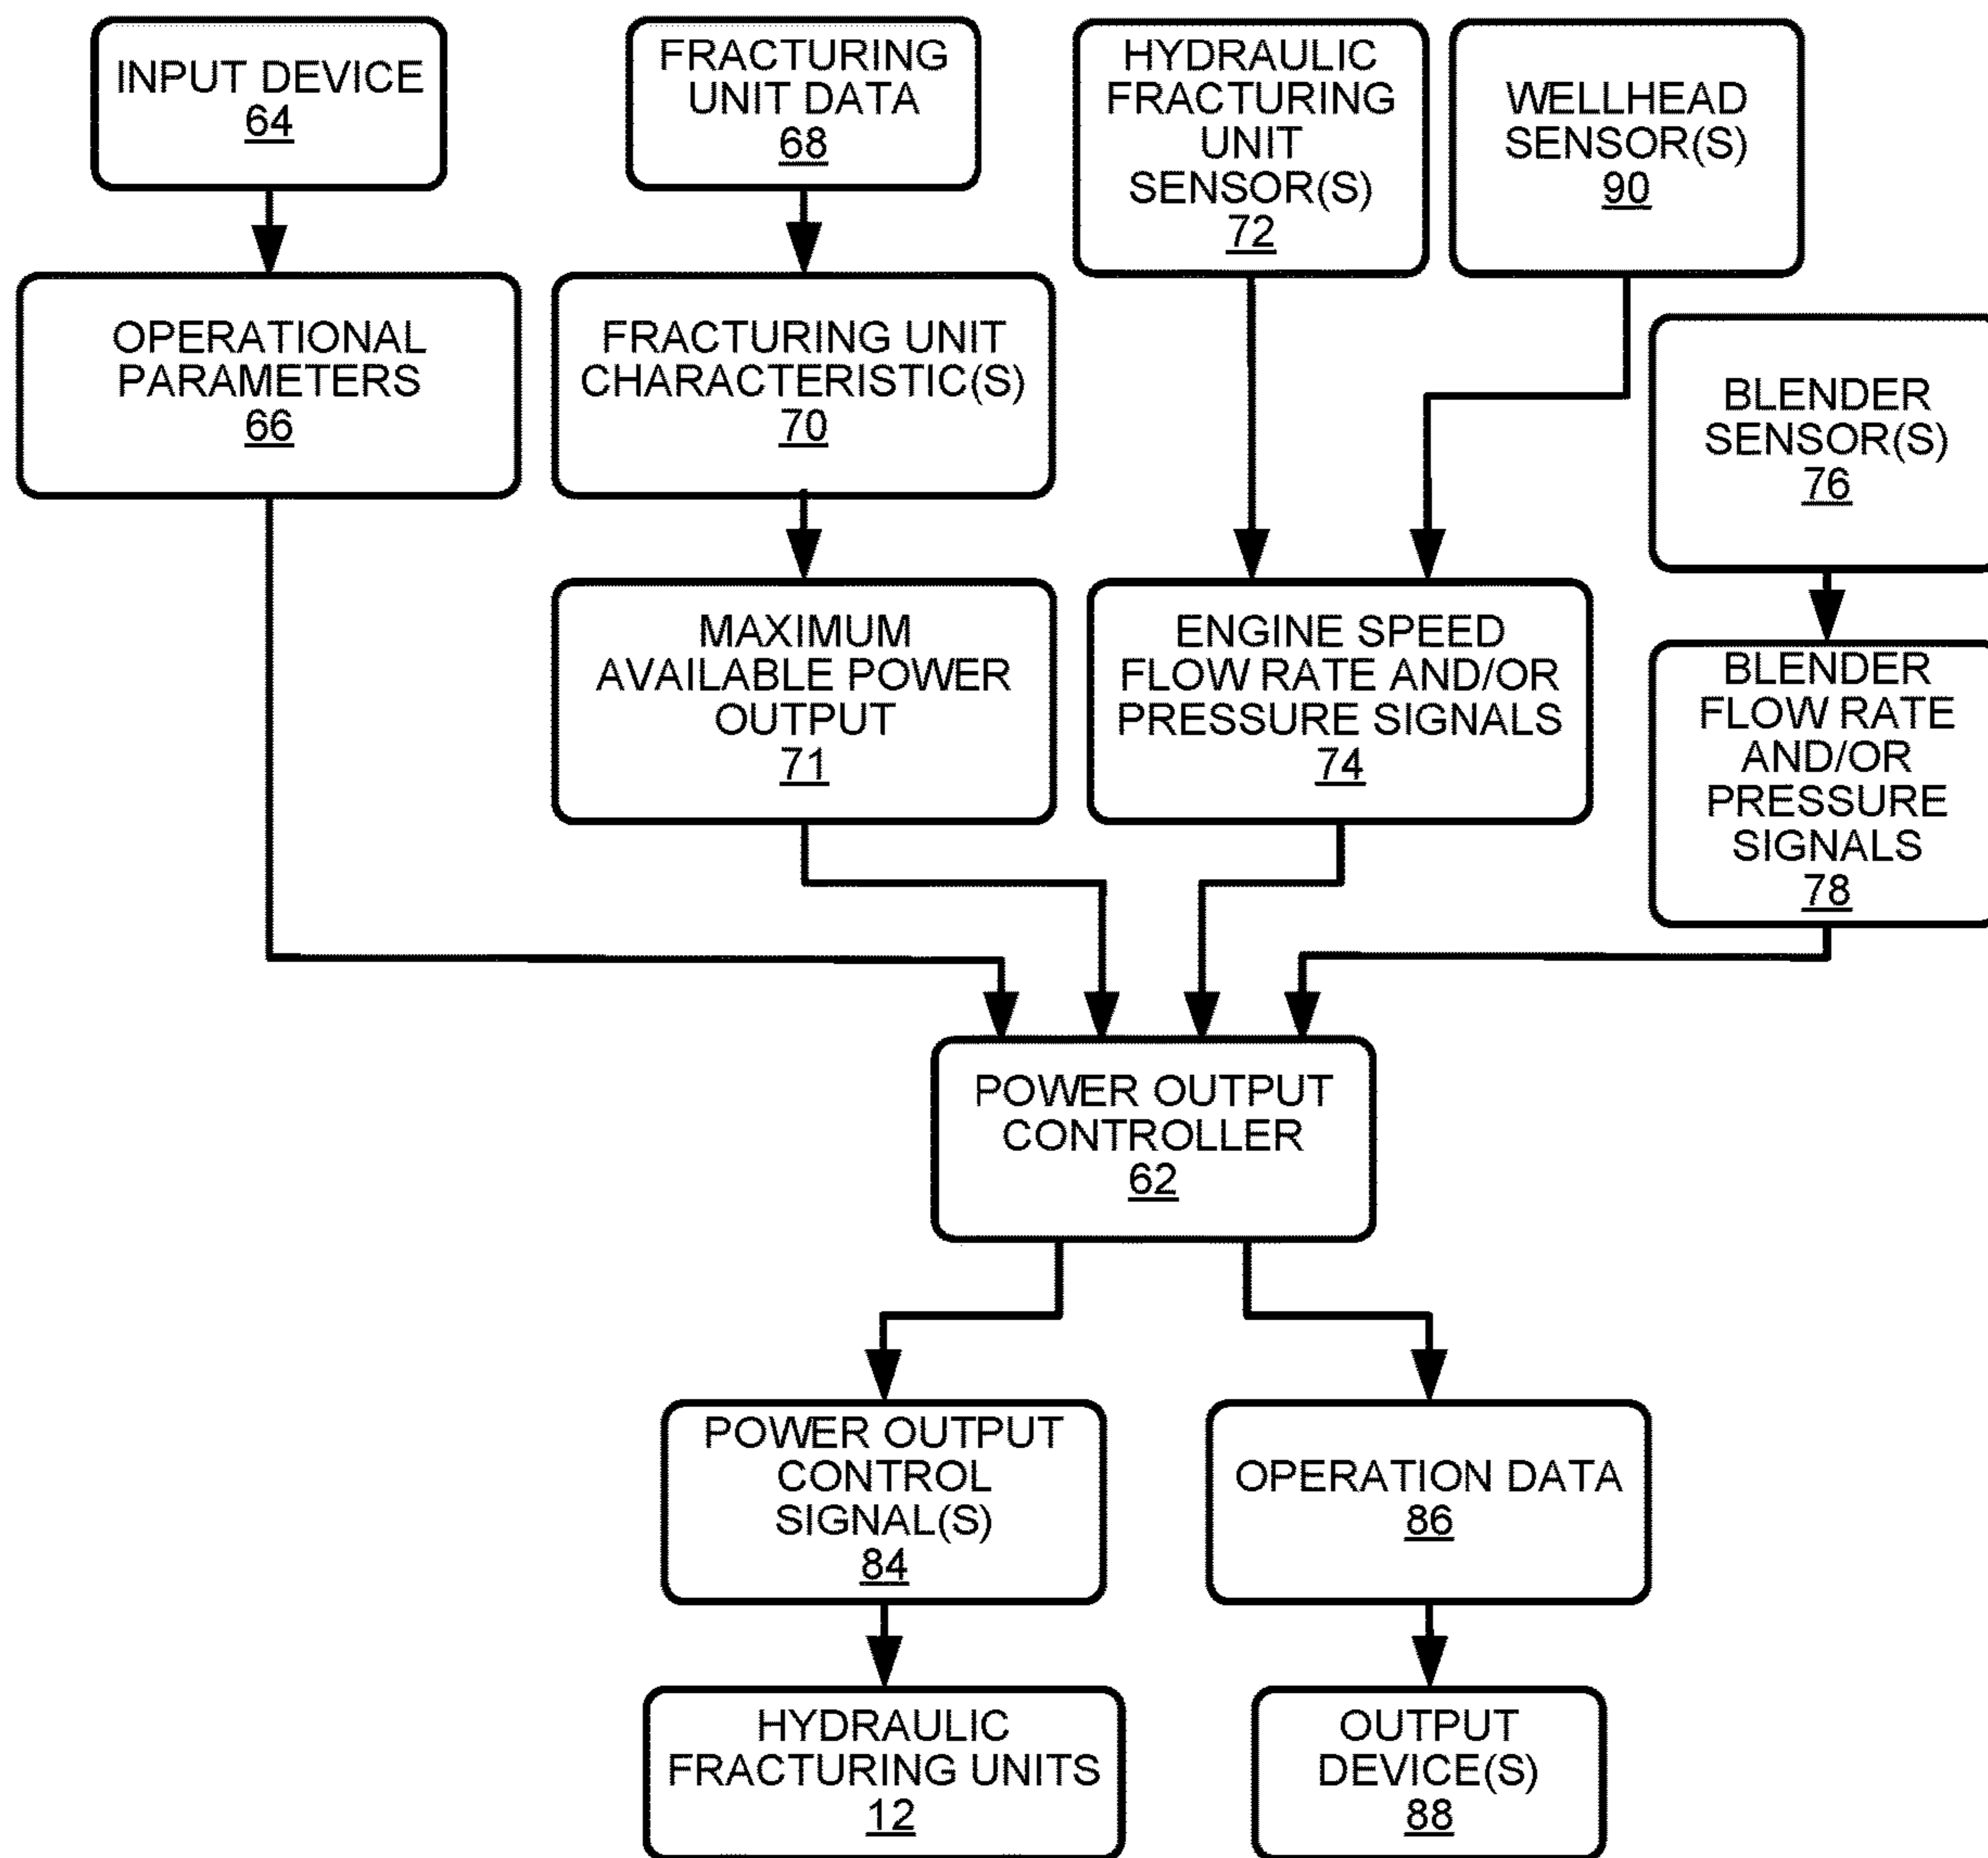 INPUT DEVICE
64
FRACTURING
UNIT DATA
68
HYDRAULIC
FRACTURING
UNIT
SENSOR(S)
72
WELLHEAD
SENSOR(S)
90
OPERATIONAL
PARAMETERS
66
FRACTURING UNIT
CHARACTERISTIC(S)
70
BLENDER
SENSOR(S)
76
MAXIMUM
AVAILABLE POWER
OUTPUT
71
ENGINE SPEED
FLOW RATE AND/OR
PRESSURE SIGNALS
74
BLENDER
FLOW RATE
AND/OR
PRESSURE
SIGNALS
78
POWER OUTPUT
CONTROLLER
62
POWER OUTPUT
CONTROL
SIGNAL(S)
84
OPERATION DATA
86
HYDRAULIC
FRACTURING UNITS
12
OUTPUT
DEVICE(S)
88